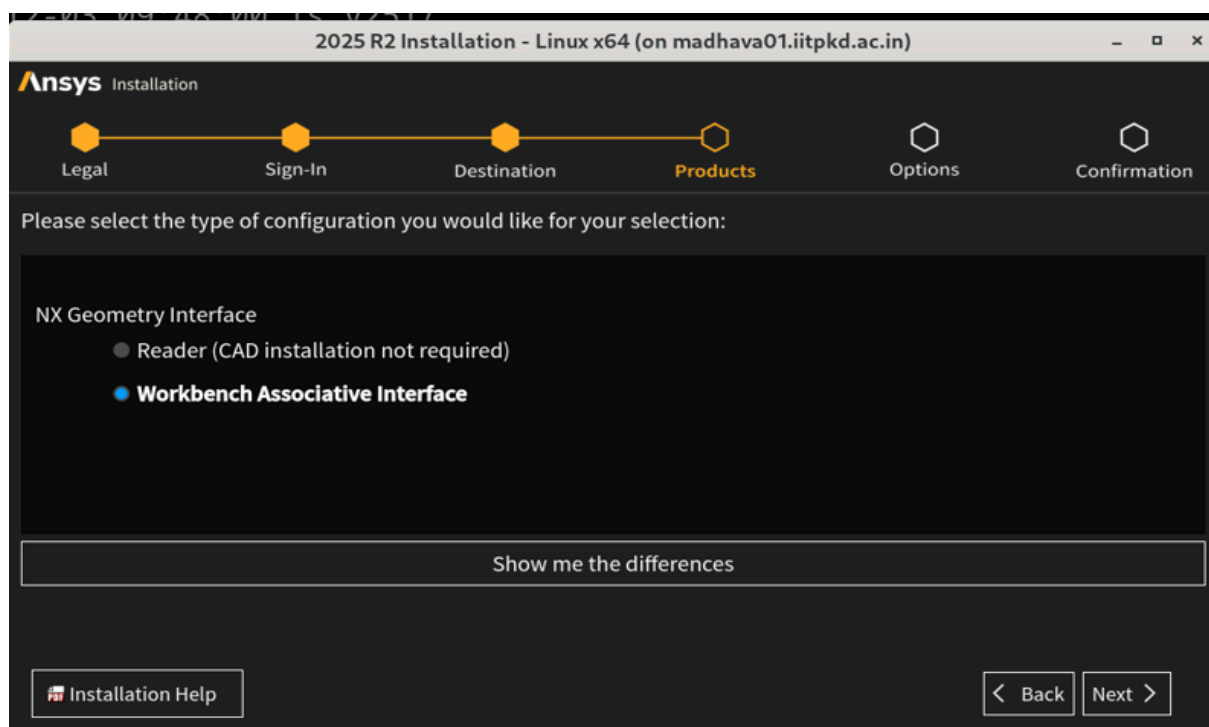 2025 R2 Installation - Linux x64 (on madhava01.iitpkd.ac.in)
Ansys Installation
Legal Sign-In Destination Products Options Confirmation
Please select the type of configuration you would like for your selection:
NX Geometry Interface
Reader (CAD installation not required)
Workbench Associative Interface
Show me the differences
Installation Help
Back Next